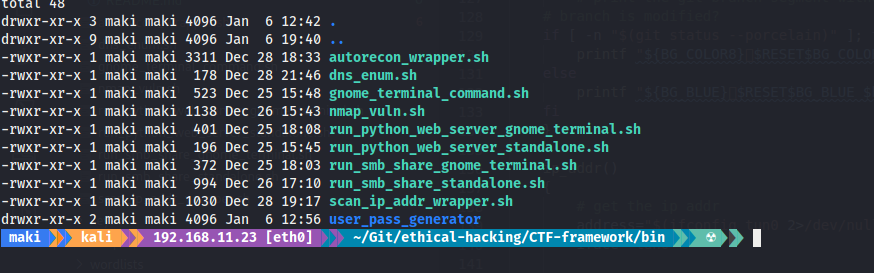 total 48
drwxr-xr-x 3 maki maki 4096 Jan  6 12:42 .
drwxr-xr-x 9 maki maki 4096 Jan  6 19:40 ..
-rwxr-xr-x 1 maki maki 3311 Dec 28 18:33 autorecon_wrapper.sh
-rwxr-xr-x 1 maki maki  178 Dec 28 21:46 dns_enum.sh
-rwxr-xr-x 1 maki maki  523 Dec 25 15:48 gnome_terminal_command.sh
-rwxr-xr-x 1 maki maki 1138 Dec 26 15:43 nmap_vuln.sh
-rwxr-xr-x 1 maki maki  401 Dec 25 18:08 run_python_web_server_gnome_terminal.sh
-rwxr-xr-x 1 maki maki  196 Dec 25 15:45 run_python_web_server_standalone.sh
-rwxr-xr-x 1 maki maki  372 Dec 25 18:03 run_smb_share_gnome_terminal.sh
-rwxr-xr-x 1 maki maki  994 Dec 26 17:10 run_smb_share_standalone.sh
-rwxr-xr-x 1 maki maki 1030 Dec 28 19:17 scan_ip_addr_wrapper.sh
drwxr-xr-x 2 maki maki 4096 Jan  6 12:56 user_pass_generator
maki kali 192.168.11.23 [eth0] ~/Git/ethical-hacking/CTF-framework/bin ☢